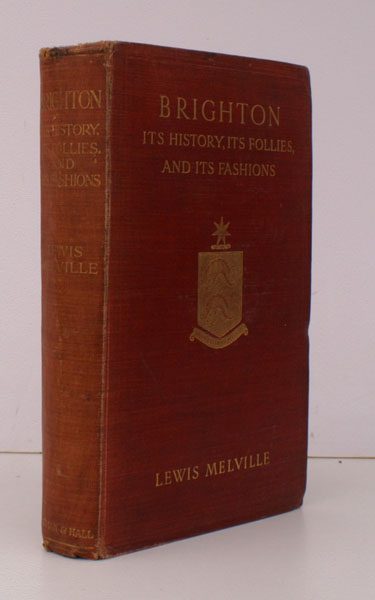 BRIGHTON
HISTORY,
FOLLIES,
AND
FASHIONS
LEWIS
MELVILLE
& HALL
BRIGHTON
ITS HISTORY, ITS FOLLIES,
AND ITS FASHIONS
LEWIS MELVILLE